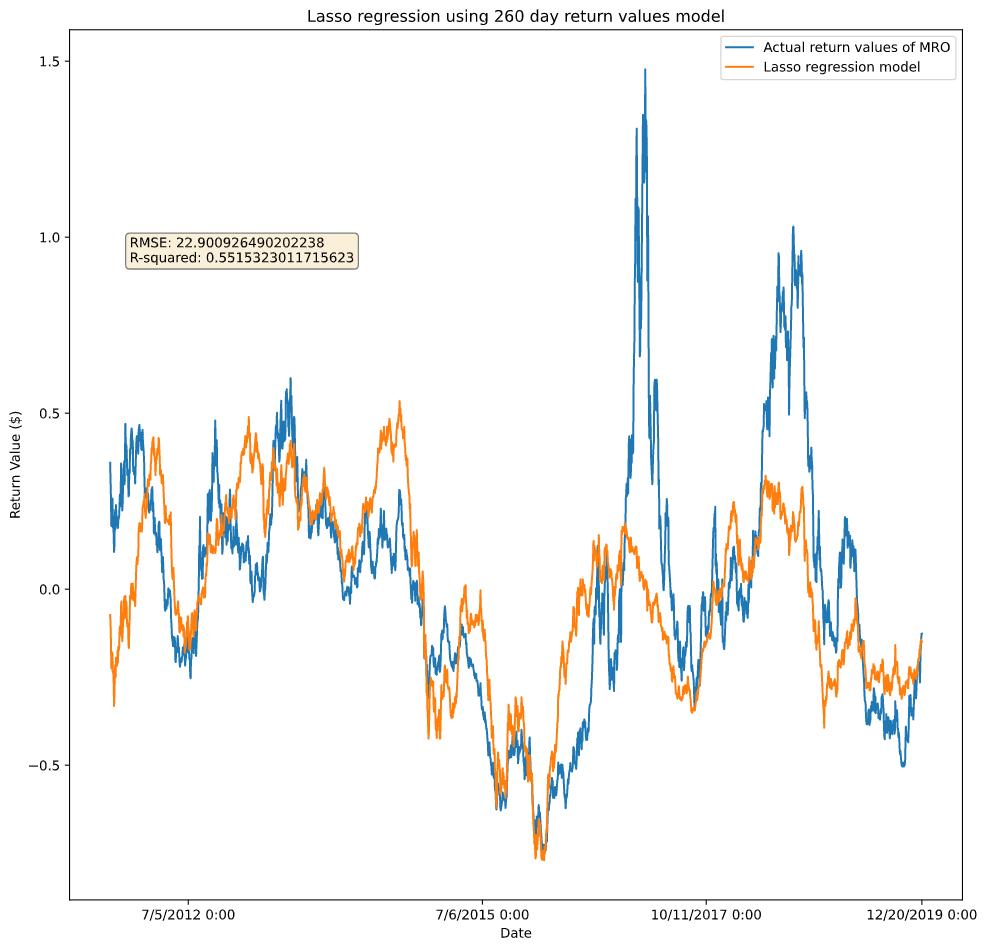 Lasso regression using 260 day return values model
Actual return values of MRO
Lasso regression model
1.5
1.0
RMSE: 22.900926490202238
R-squared: 0.5515323011715623
0.5
0.0
−0.5
Return Value ($)
7/5/2012 0:00 7/6/2015 0:00 10/11/2017 0:00 12/20/2019 0:00
Date